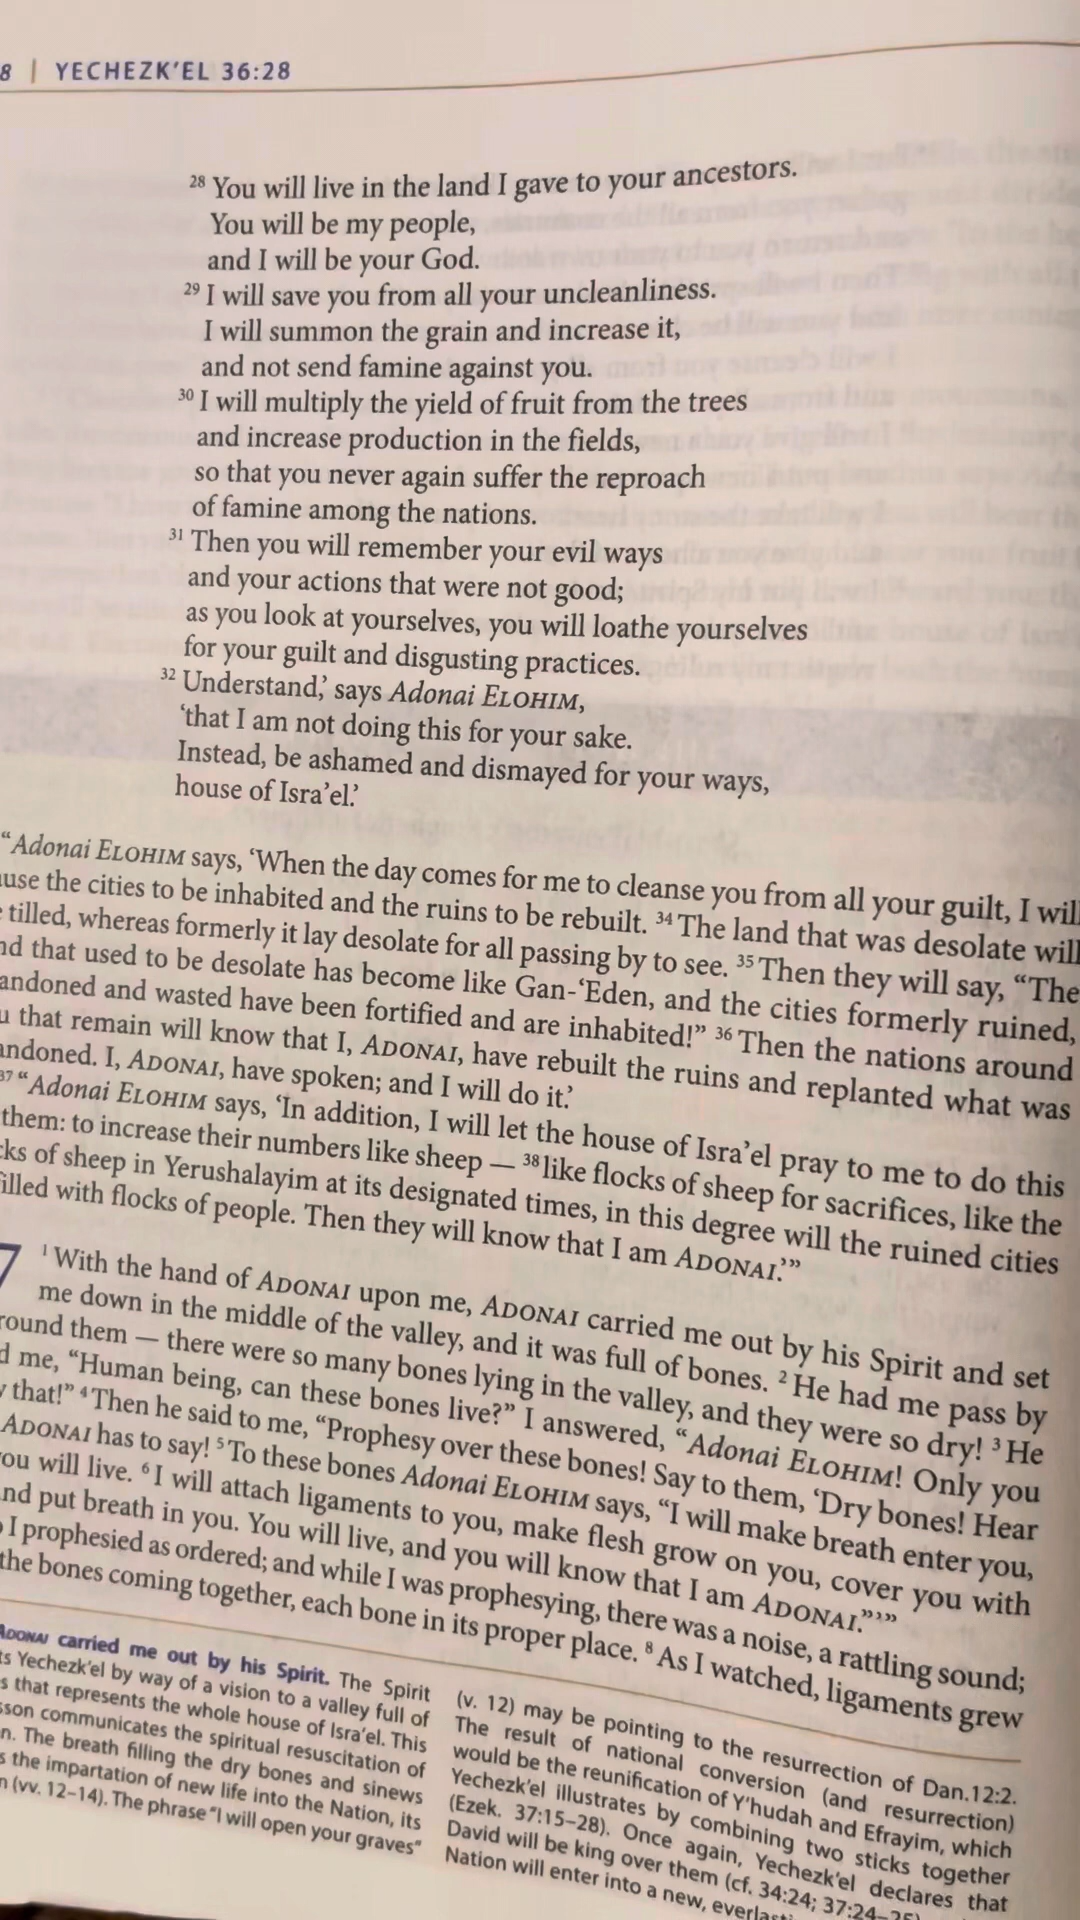 8 | YECHEZK’EL 36:28
28 You will live in the land I gave to your ancestors.
You will be my people,
and I will be your God.
29 I will save you from all your uncleanliness.
I will summon the grain and increase it,
and not send famine against you.
30 I will multiply the yield of fruit from the trees
and increase production in the fields,
so that you never again suffer the reproach
of famine among the nations.
31 Then you will remember your evil ways
and your actions that were not good;
as you look at yourselves, you will loathe yourselves
for your guilt and disgusting practices.
32 Understand,’ says Adonai ELOHIM,
‘that I am not doing this for your sake.
Instead, be ashamed and dismayed for your ways,
house of Isra’el.’
“Adonai ELOHIM says, ‘When the day comes for me to cleanse you from all your guilt, I will
use the cities to be inhabited and the ruins to be rebuilt. 34 The land that was desolate will
tilled, whereas formerly it lay desolate for all passing by to see. 35 Then they will say, “The
nd that used to be desolate has become like Gan-‘Eden, and the cities formerly ruined,
andoned and wasted have been fortified and are inhabited!” 36 Then the nations around
u that remain will know that I, ADONAI, have rebuilt the ruins and replanted what was
andoned. I, ADONAI, have spoken; and I will do it.’
37 “Adonai ELOHIM says, ‘In addition, I will let the house of Isra’el pray to me to do this
them: to increase their numbers like sheep — 38 like flocks of sheep for sacrifices, like the
cks of sheep in Yerushalayim at its designated times, in this degree will the ruined cities
filled with flocks of people. Then they will know that I am ADONAI.’”
7 1 With the hand of ADONAI upon me, ADONAI carried me out by his Spirit and set
me down in the middle of the valley, and it was full of bones. 2 He had me pass by
round them — there were so many bones lying in the valley, and they were so dry! 3 He
d me, “Human being, can these bones live?” I answered, “Adonai ELOHIM! Only you
y that!” 4 Then he said to me, “Prophesy over these bones! Say to them, ‘Dry bones! Hear
ADONAI has to say! 5 To these bones Adonai ELOHIM says, “I will make breath enter you,
ou will live. 6 I will attach ligaments to you, make flesh grow on you, cover you with
nd put breath in you. You will live, and you will know that I am ADONAI.”’”
I prophesied as ordered; and while I was prophesying, there was a noise, a rattling sound;
the bones coming together, each bone in its proper place. 8 As I watched, ligaments grew
ADONAI carried me out by his Spirit. The Spirit
ts Yechezk’el by way of a vision to a valley full of
s that represents the whole house of Isra’el. This
sson communicates the spiritual resuscitation of
n. The breath filling the dry bones and sinews
s the impartation of new life into the Nation, its
n (vv. 12–14). The phrase “I will open your graves”
(v. 12) may be pointing to the resurrection of Dan.12:2.
The result of national conversion (and resurrection)
would be the reunification of Y’hudah and Efrayim, which
Yechezk’el illustrates by combining two sticks together
(Ezek. 37:15–28). Once again, Yechezk’el declares that
David will be king over them (cf. 34:24; 37:24–25)
Nation will enter into a new, everlasti